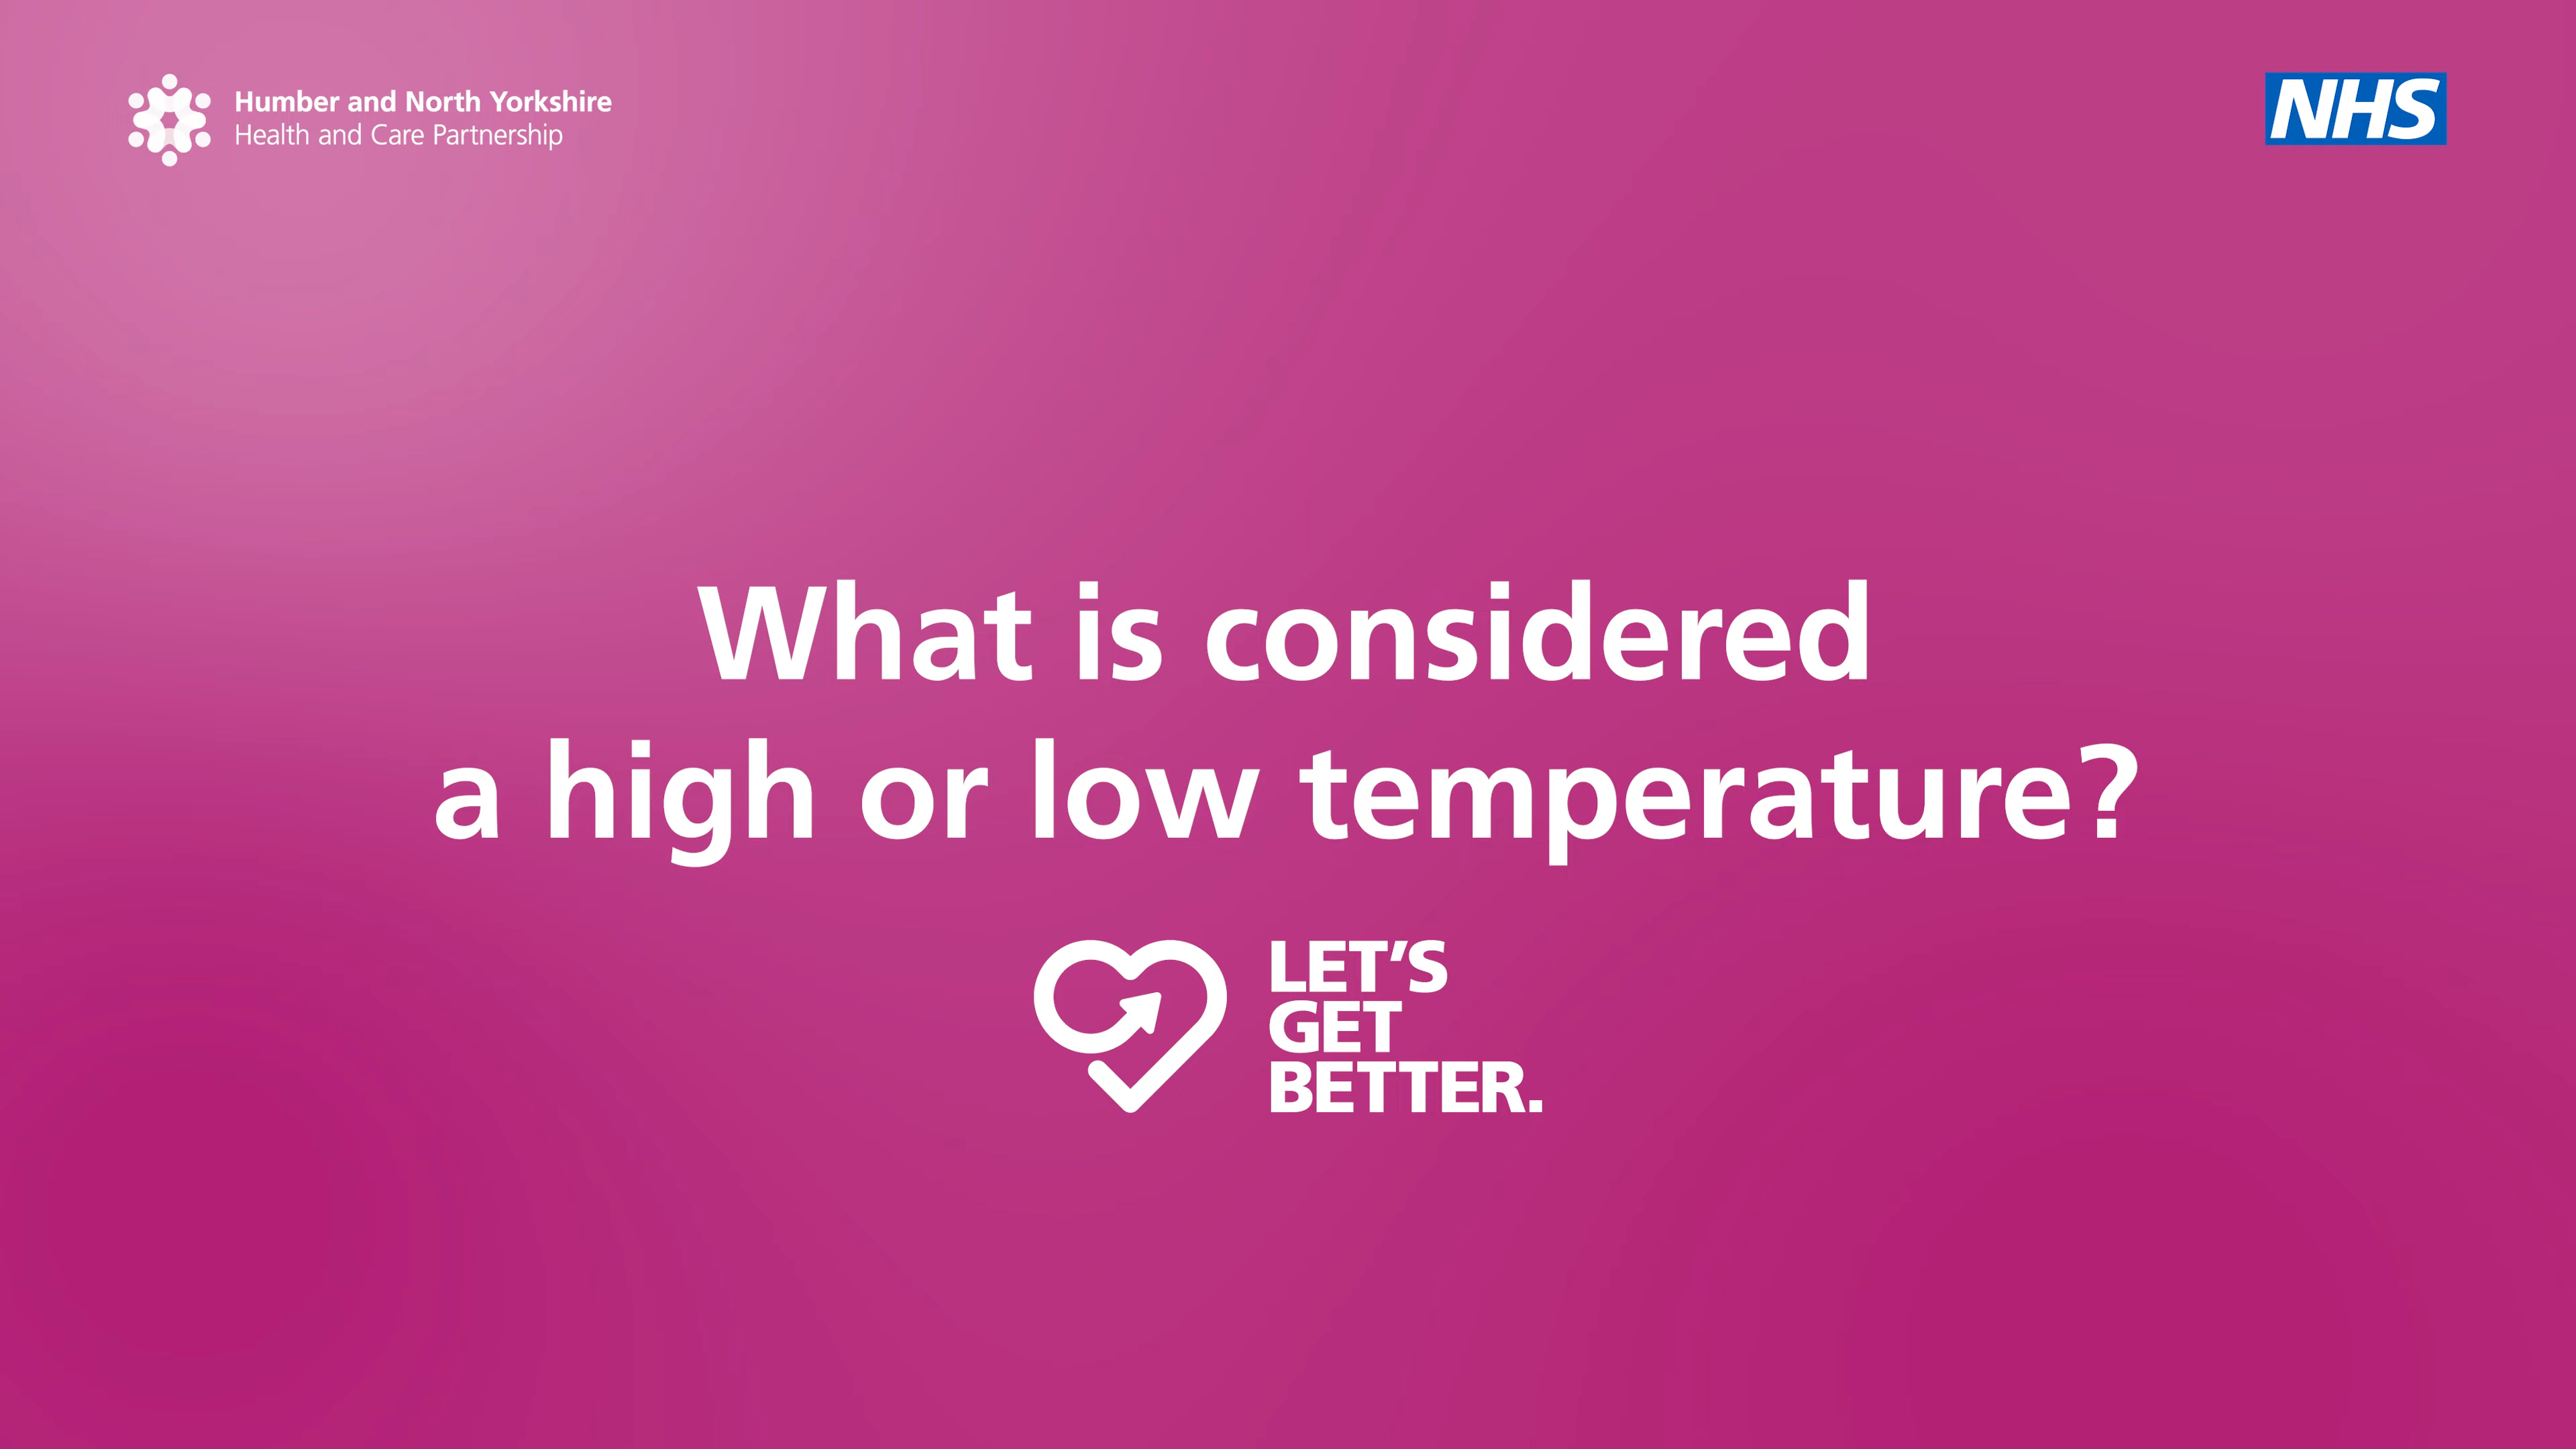 Humber and North Yorkshire
Health and Care Partnership
NHS
What is considered
a high or low temperature?
LET’S
GET
BETTER.